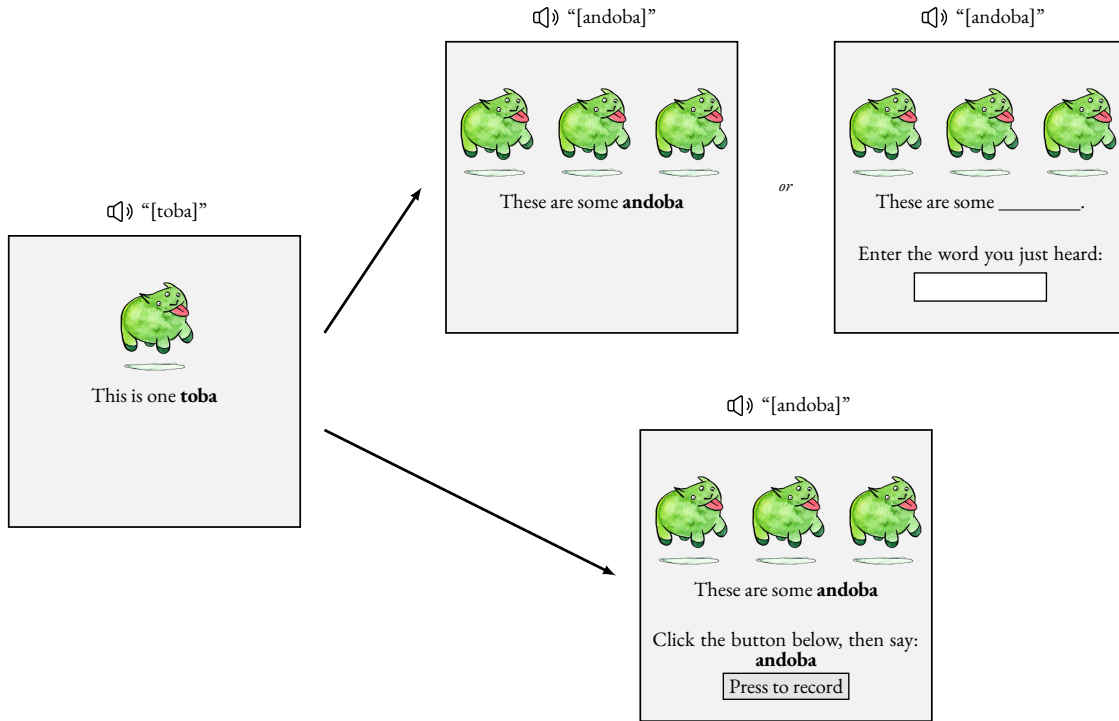 “[toba]”
This is one toba
“[andoba]”
These are some andoba
or
“[andoba]”
These are some ________.
Enter the word you just heard:
“[andoba]”
These are some andoba
Click the button below, then say:
andoba
Press to record